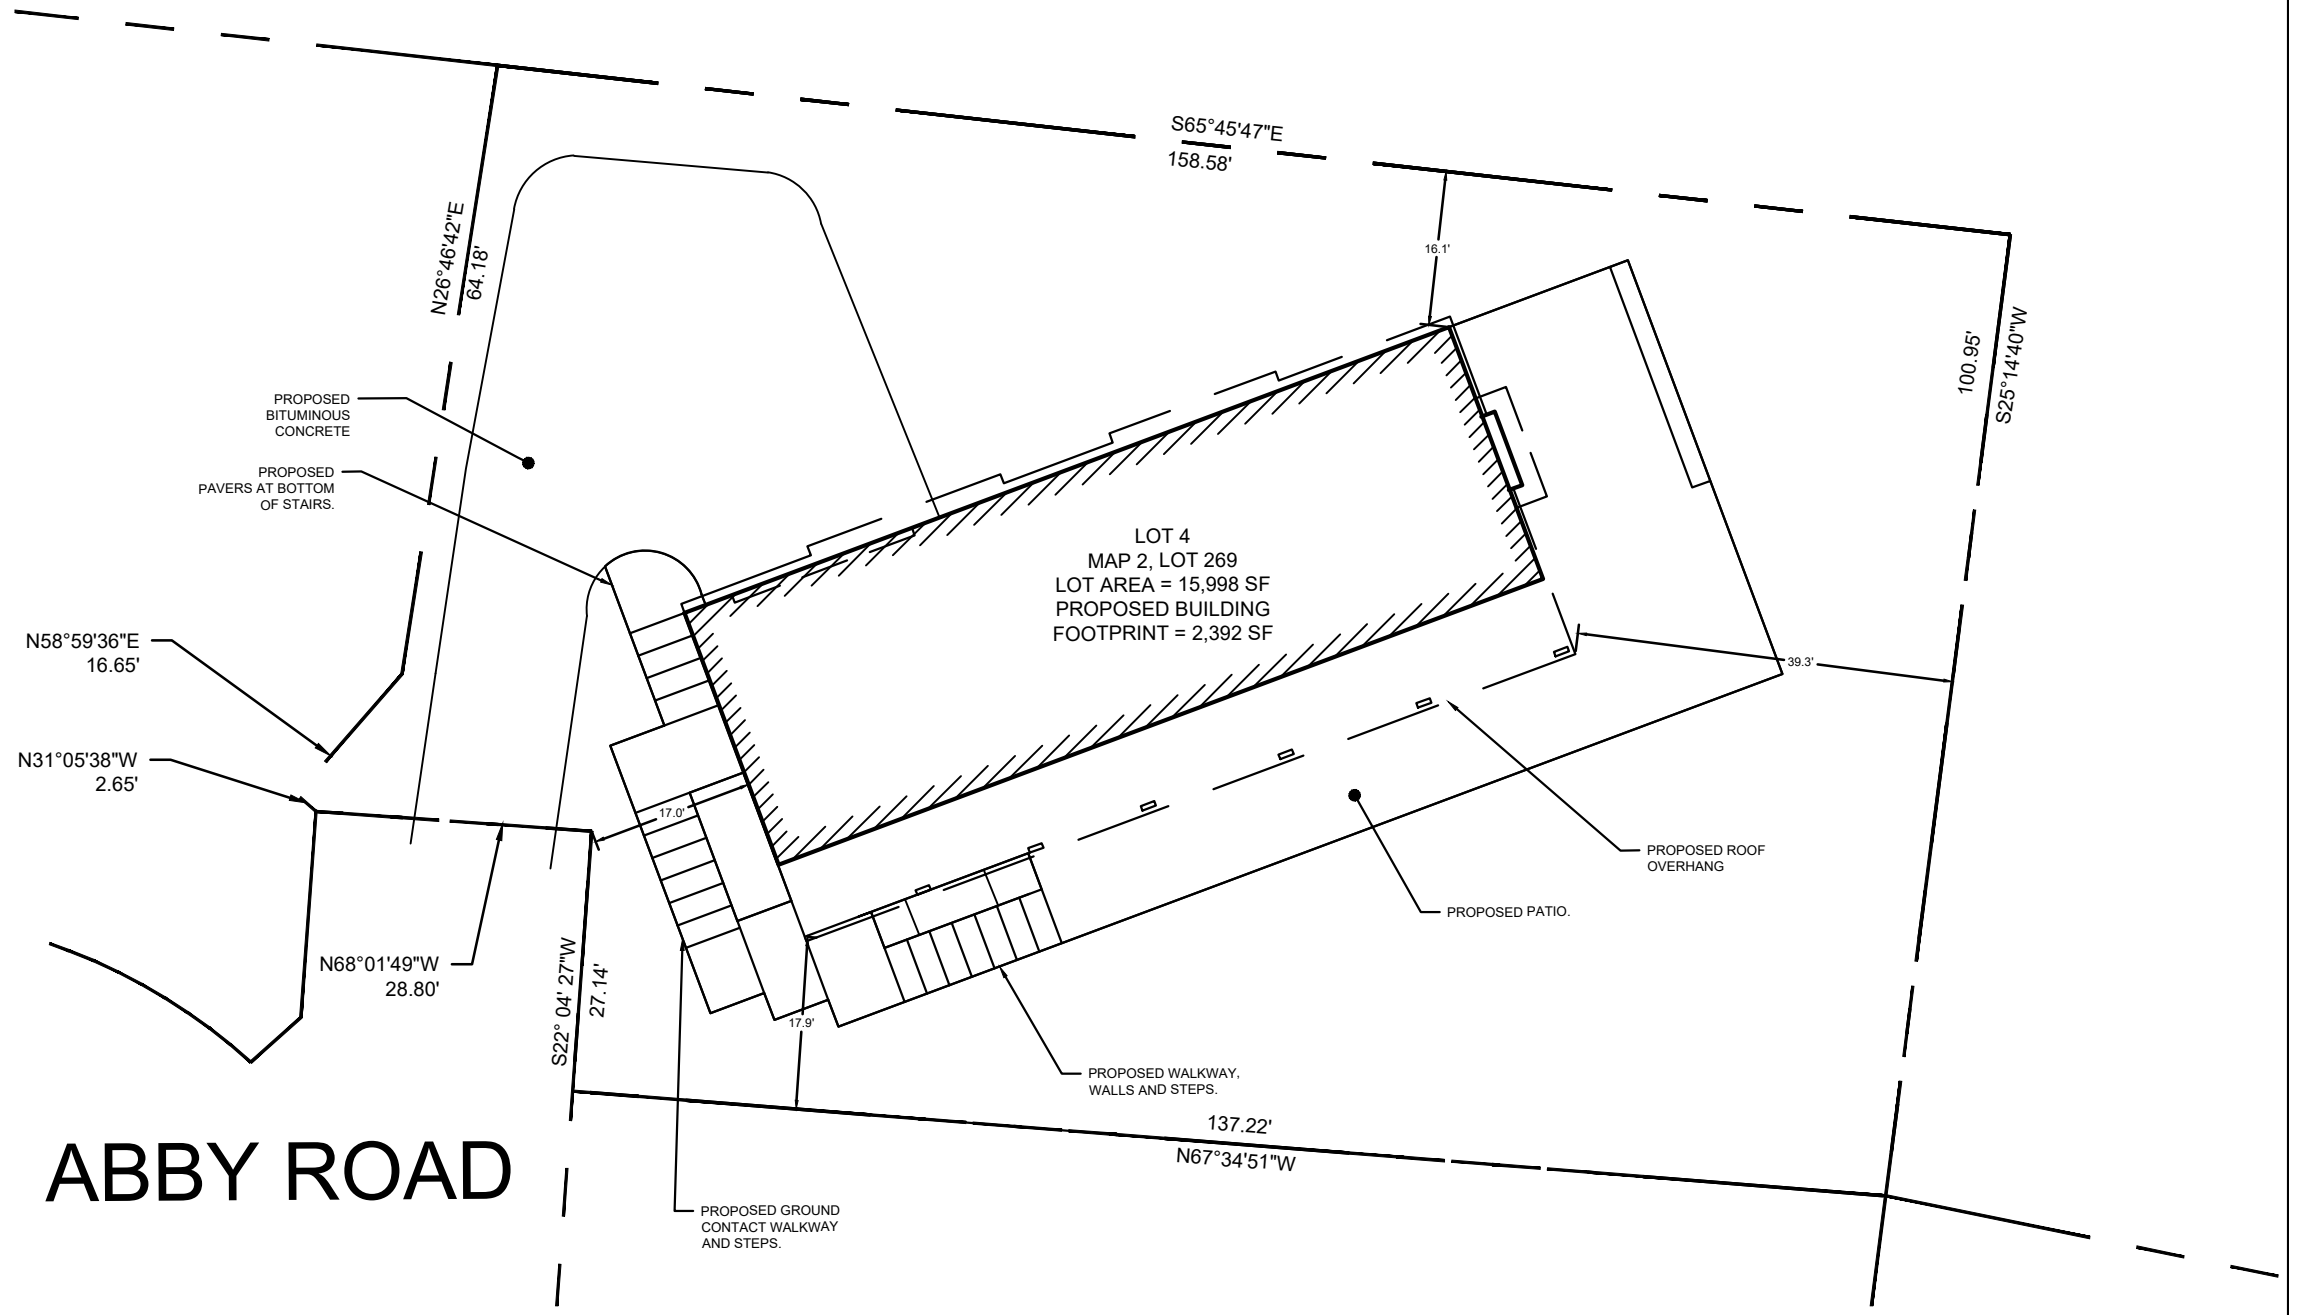 S65°45'47"E
158.58'
N26°46'42"E
64.18'
16.1'
100.95'
S25°14'40"W
PROPOSED
BITUMINOUS
CONCRETE
PROPOSED
PAVERS AT BOTTOM
OF STAIRS.
LOT 4
MAP 2, LOT 269
LOT AREA = 15,998 SF
PROPOSED BUILDING
FOOTPRINT = 2,392 SF
N58°59'36"E
16.65'
39.3'
N31°05'38"W
2.65'
17.0'
PROPOSED ROOF
OVERHANG
PROPOSED PATIO.
N68°01'49"W
28.80'
S22° 04' 27"W
27.14'
17.9'
PROPOSED WALKWAY,
WALLS AND STEPS.
137.22'
N67°34'51"W
ABBY ROAD
PROPOSED GROUND
CONTACT WALKWAY
AND STEPS.